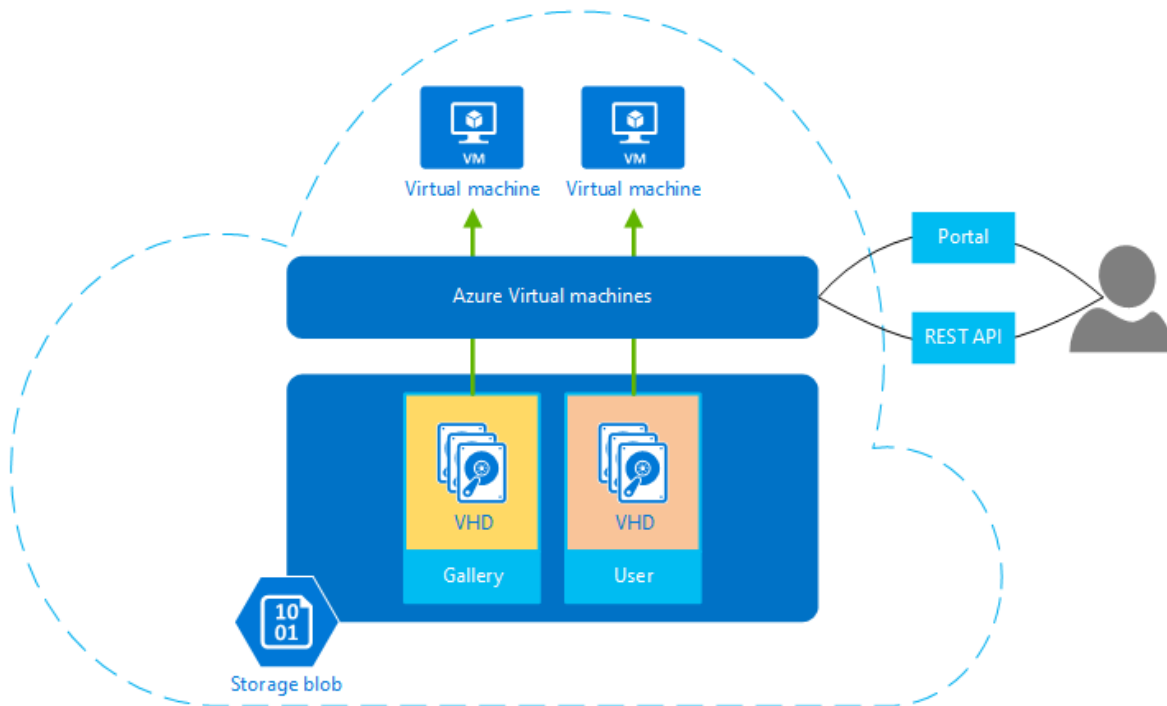 VM
VM
Virtual machine
Virtual machine
Portal
Azure Virtual machines
REST API
VHD
VHD
Gallery
User
10
01
Storage blob